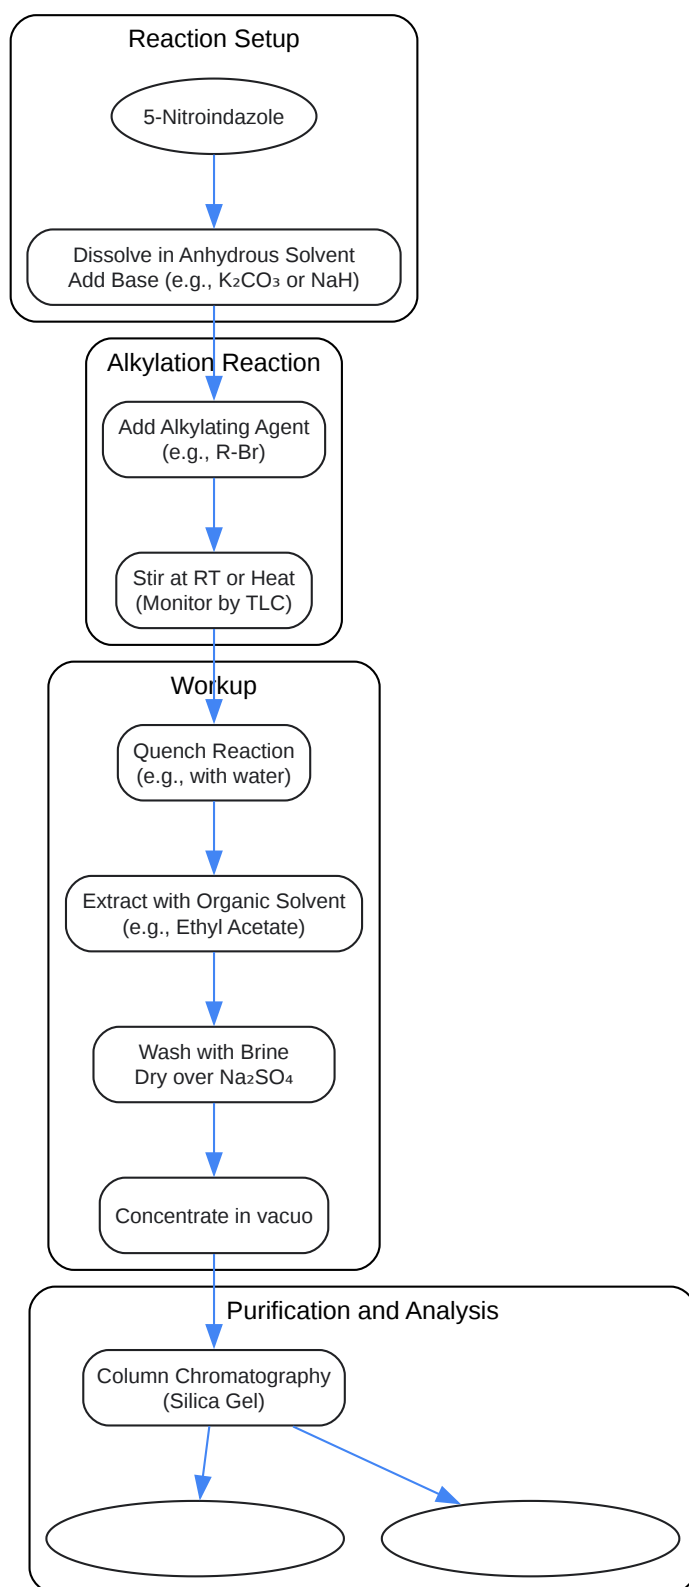 Reaction Setup
5-Nitroindazole
Dissolve in Anhydrous Solvent
Add Base (e.g., K₂CO₃ or NaH)
Alkylation Reaction
Add Alkylating Agent
(e.g., R-Br)
Stir at RT or Heat
(Monitor by TLC)
Workup
Quench Reaction
(e.g., with water)
Extract with Organic Solvent
(e.g., Ethyl Acetate)
Wash with Brine
Dry over Na₂SO₄
Concentrate in vacuo
Purification and Analysis
Column Chromatography
(Silica Gel)